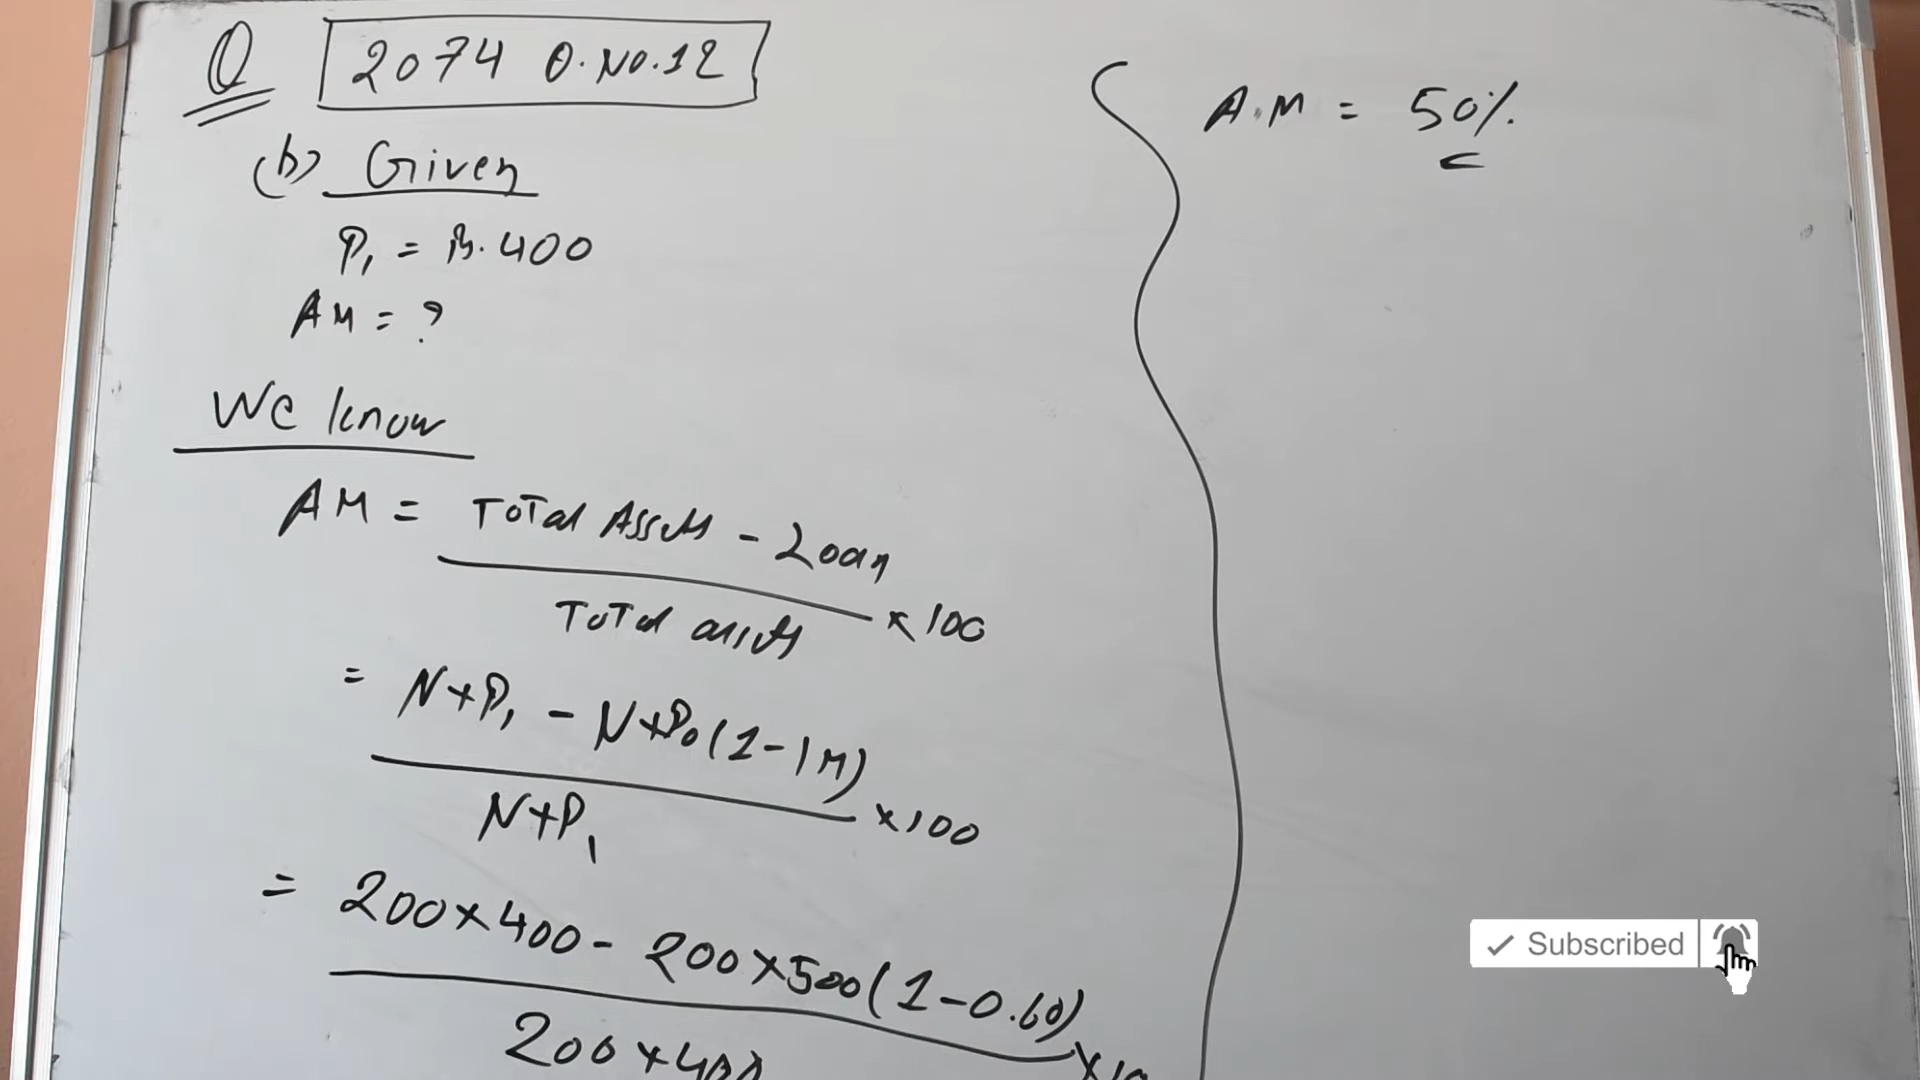 Q 2074 Q.NO.12
(b) Given
P₁ = Rs.400
AM = ?
We know
AM = Total Assets - Loan
Total assets × 100
= N×P₁ - N×P₀(1-IM)
N×P₁ ×100
= 200×400 - 200×500(1-0.60)
200×400 ×10
A.M = 50%
Subscribed